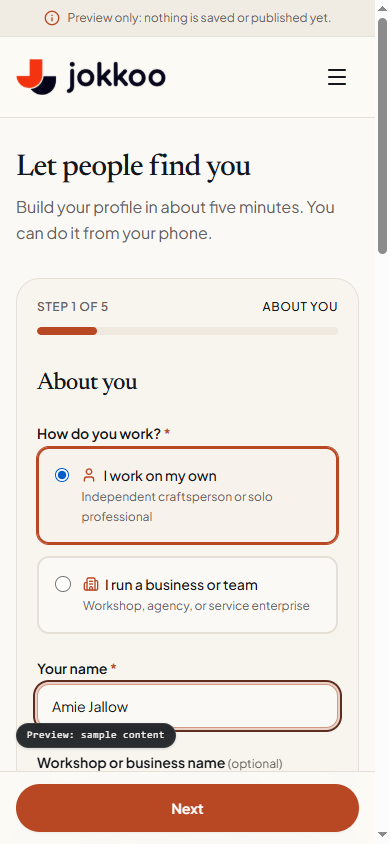 Preview only: nothing is saved or published yet.
jokkoo
Let people find you
Build your profile in about five minutes. You
can do it from your phone.
STEP 1 OF 5
ABOUT YOU
About you
How do you work? *
I work on my own
Independent craftsperson or solo
professional
I run a business or team
Workshop, agency, or service enterprise
Your name *
Amie Jallow
Preview: sample content
Workshop or business name (optional)
Next